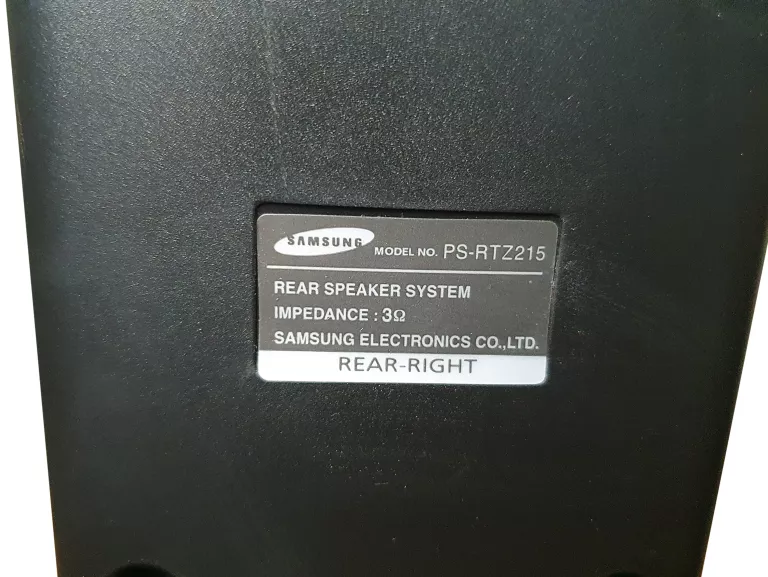 SAMSUNG MODEL NO. PS-RTZ215
REAR SPEAKER SYSTEM
IMPEDANCE : 3Ω
SAMSUNG ELECTRONICS CO.,LTD.
REAR-RIGHT